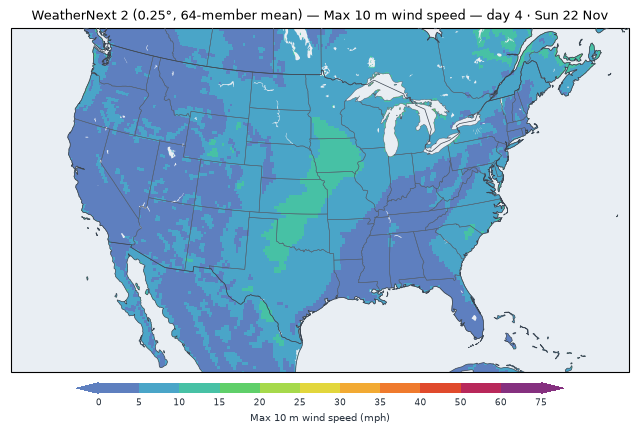 WeatherNext 2 (0.25°, 64-member mean) — Max 10 m wind speed — day 4 · Sun 22 Nov
0 5 10 15 20 25 30 35 40 50 60 75
Max 10 m wind speed (mph)